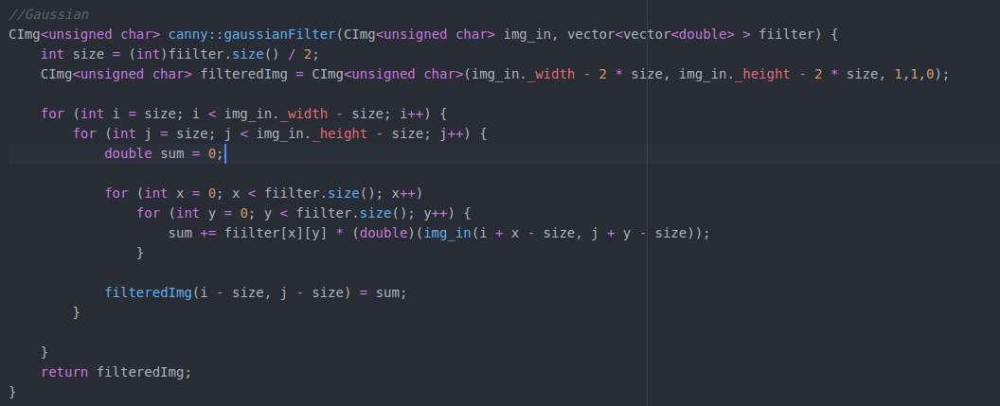 //Gaussian
CImg<unsigned char> canny::gaussianFilter(CImg<unsigned char> img_in, vector<vector<double> > fiilter) {
    int size = (int)fiilter.size() / 2;
    CImg<unsigned char> filteredImg = CImg<unsigned char>(img_in._width - 2 * size, img_in._height - 2 * size, 1,1,0);
    for (int i = size; i < img_in._width - size; i++) {
        for (int j = size; j < img_in._height - size; j++) {
            double sum = 0;
            for (int x = 0; x < fiilter.size(); x++)
                for (int y = 0; y < fiilter.size(); y++) {
                    sum += fiilter[x][y] * (double)(img_in(i + x - size, j + y - size));
                }
            filteredImg(i - size, j - size) = sum;
        }
    }
    return filteredImg;
}